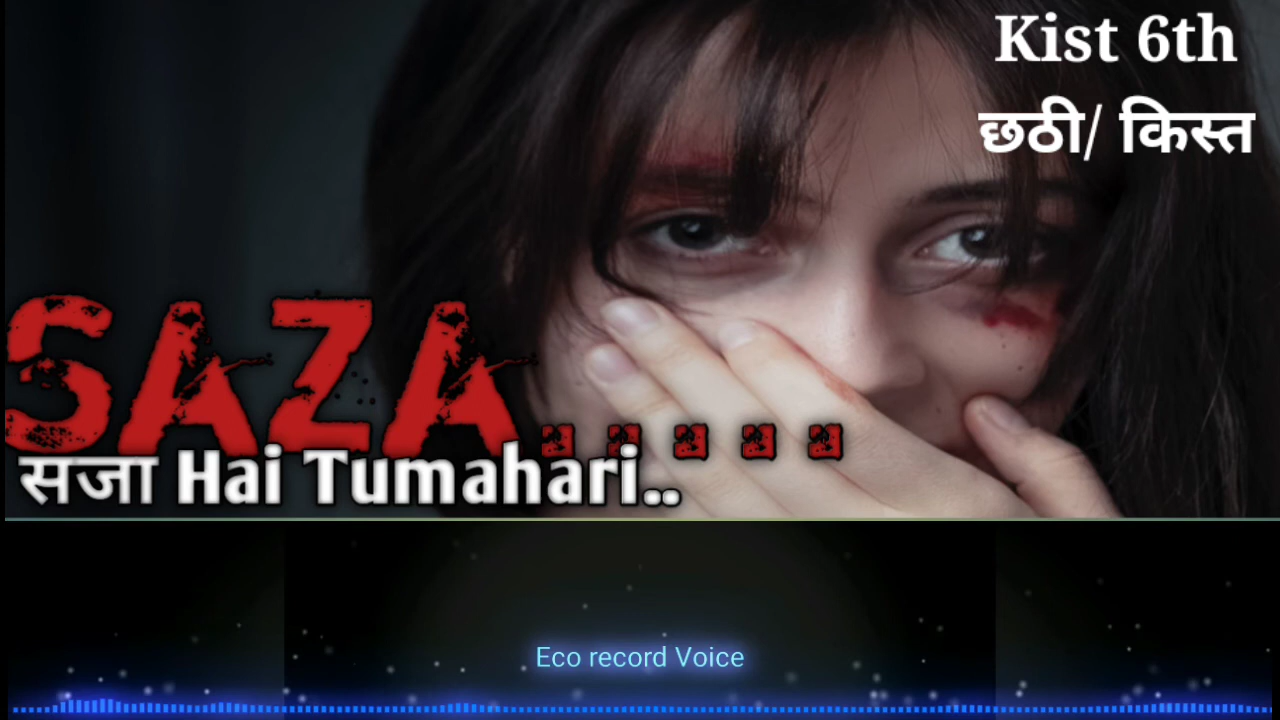 Kist 6th
छठी/ किस्त
SAZA.....
सजा Hai Tumahari..
Eco record Voice